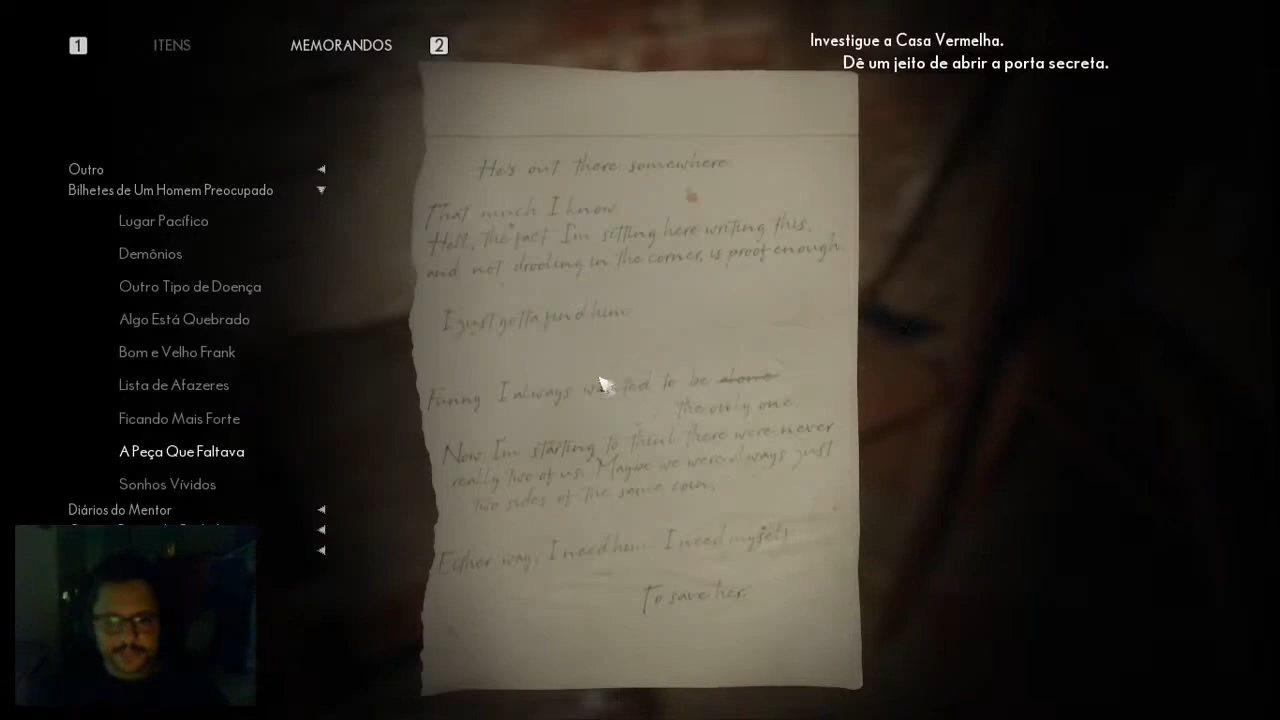 1 ITENS MEMORANDOS 2
Investigue a Casa Vermelha.
Dê um jeito de abrir a porta secreta.
Outro
Bilhetes de Um Homem Preocupado
Lugar Pacífico
Demônios
Outro Tipo de Doença
Algo Está Quebrado
Bom e Velho Frank
Lista de Afazeres
Ficando Mais Forte
A Peça Que Faltava
Sonhos Vívidos
Diários do Mentor
He's out there somewhere.
That much I know.
Hell, the fact I'm sitting here writing this,
and not drooling in the corner, is proof enough.
I just gotta find him.
Funny. I always wanted to be alone
the only one.
Now I'm starting to think there were never
really two of us. Maybe we were always just
two sides of the same coin.
Either way, I need him. I need myself.
To save her.